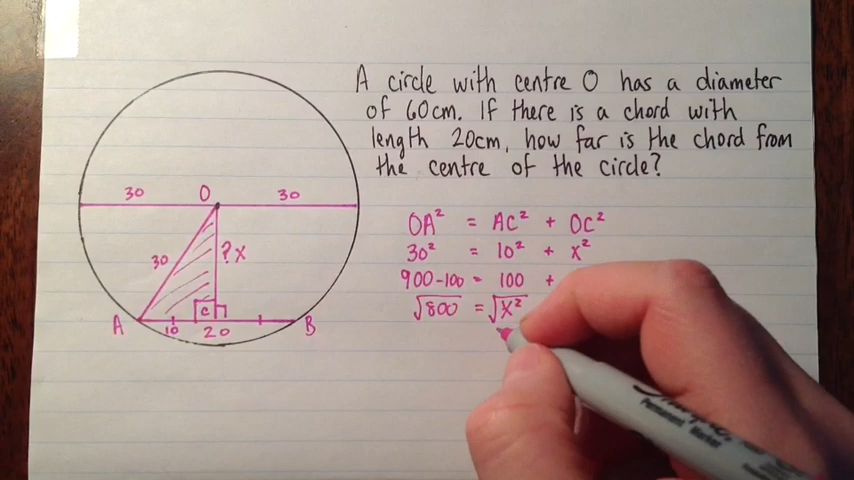 A circle with centre O has a diameter
of 60cm. If there is a chord with
length 20cm, how far is the chord from
the centre of the circle?
30 O 30
30 ? x
A 10 C 20 B
OA² = AC² + OC²
30² = 10² + x²
900-100 = 100 +
√800 = √x²
Permanent Marker